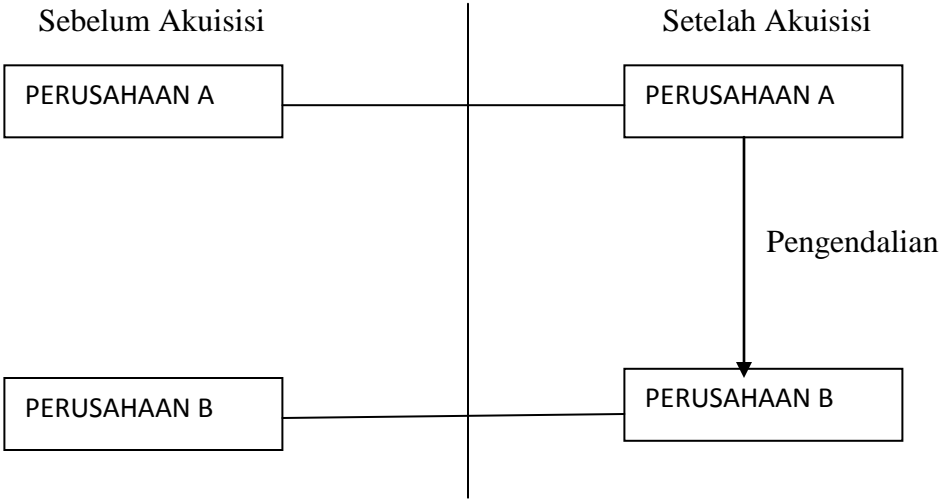 Sebelum Akuisisi
Setelah Akuisisi
PERUSAHAAN A
PERUSAHAAN A
Pengendalian
PERUSAHAAN B
PERUSAHAAN B